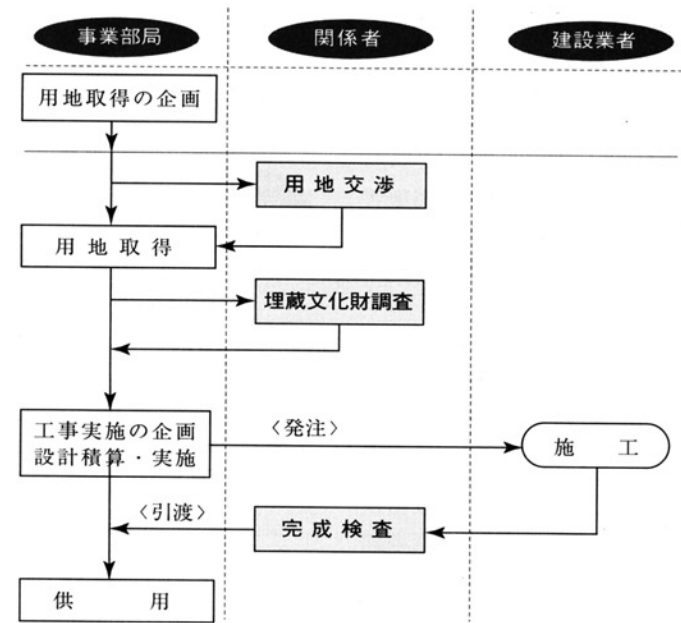 事業部局
関係者
建設業者
用地取得の企画
用地交渉
用地取得
埋蔵文化財調査
工事実施の企画
設計積算・実施
〈発注〉
施工
〈引渡〉
完成検査
供用